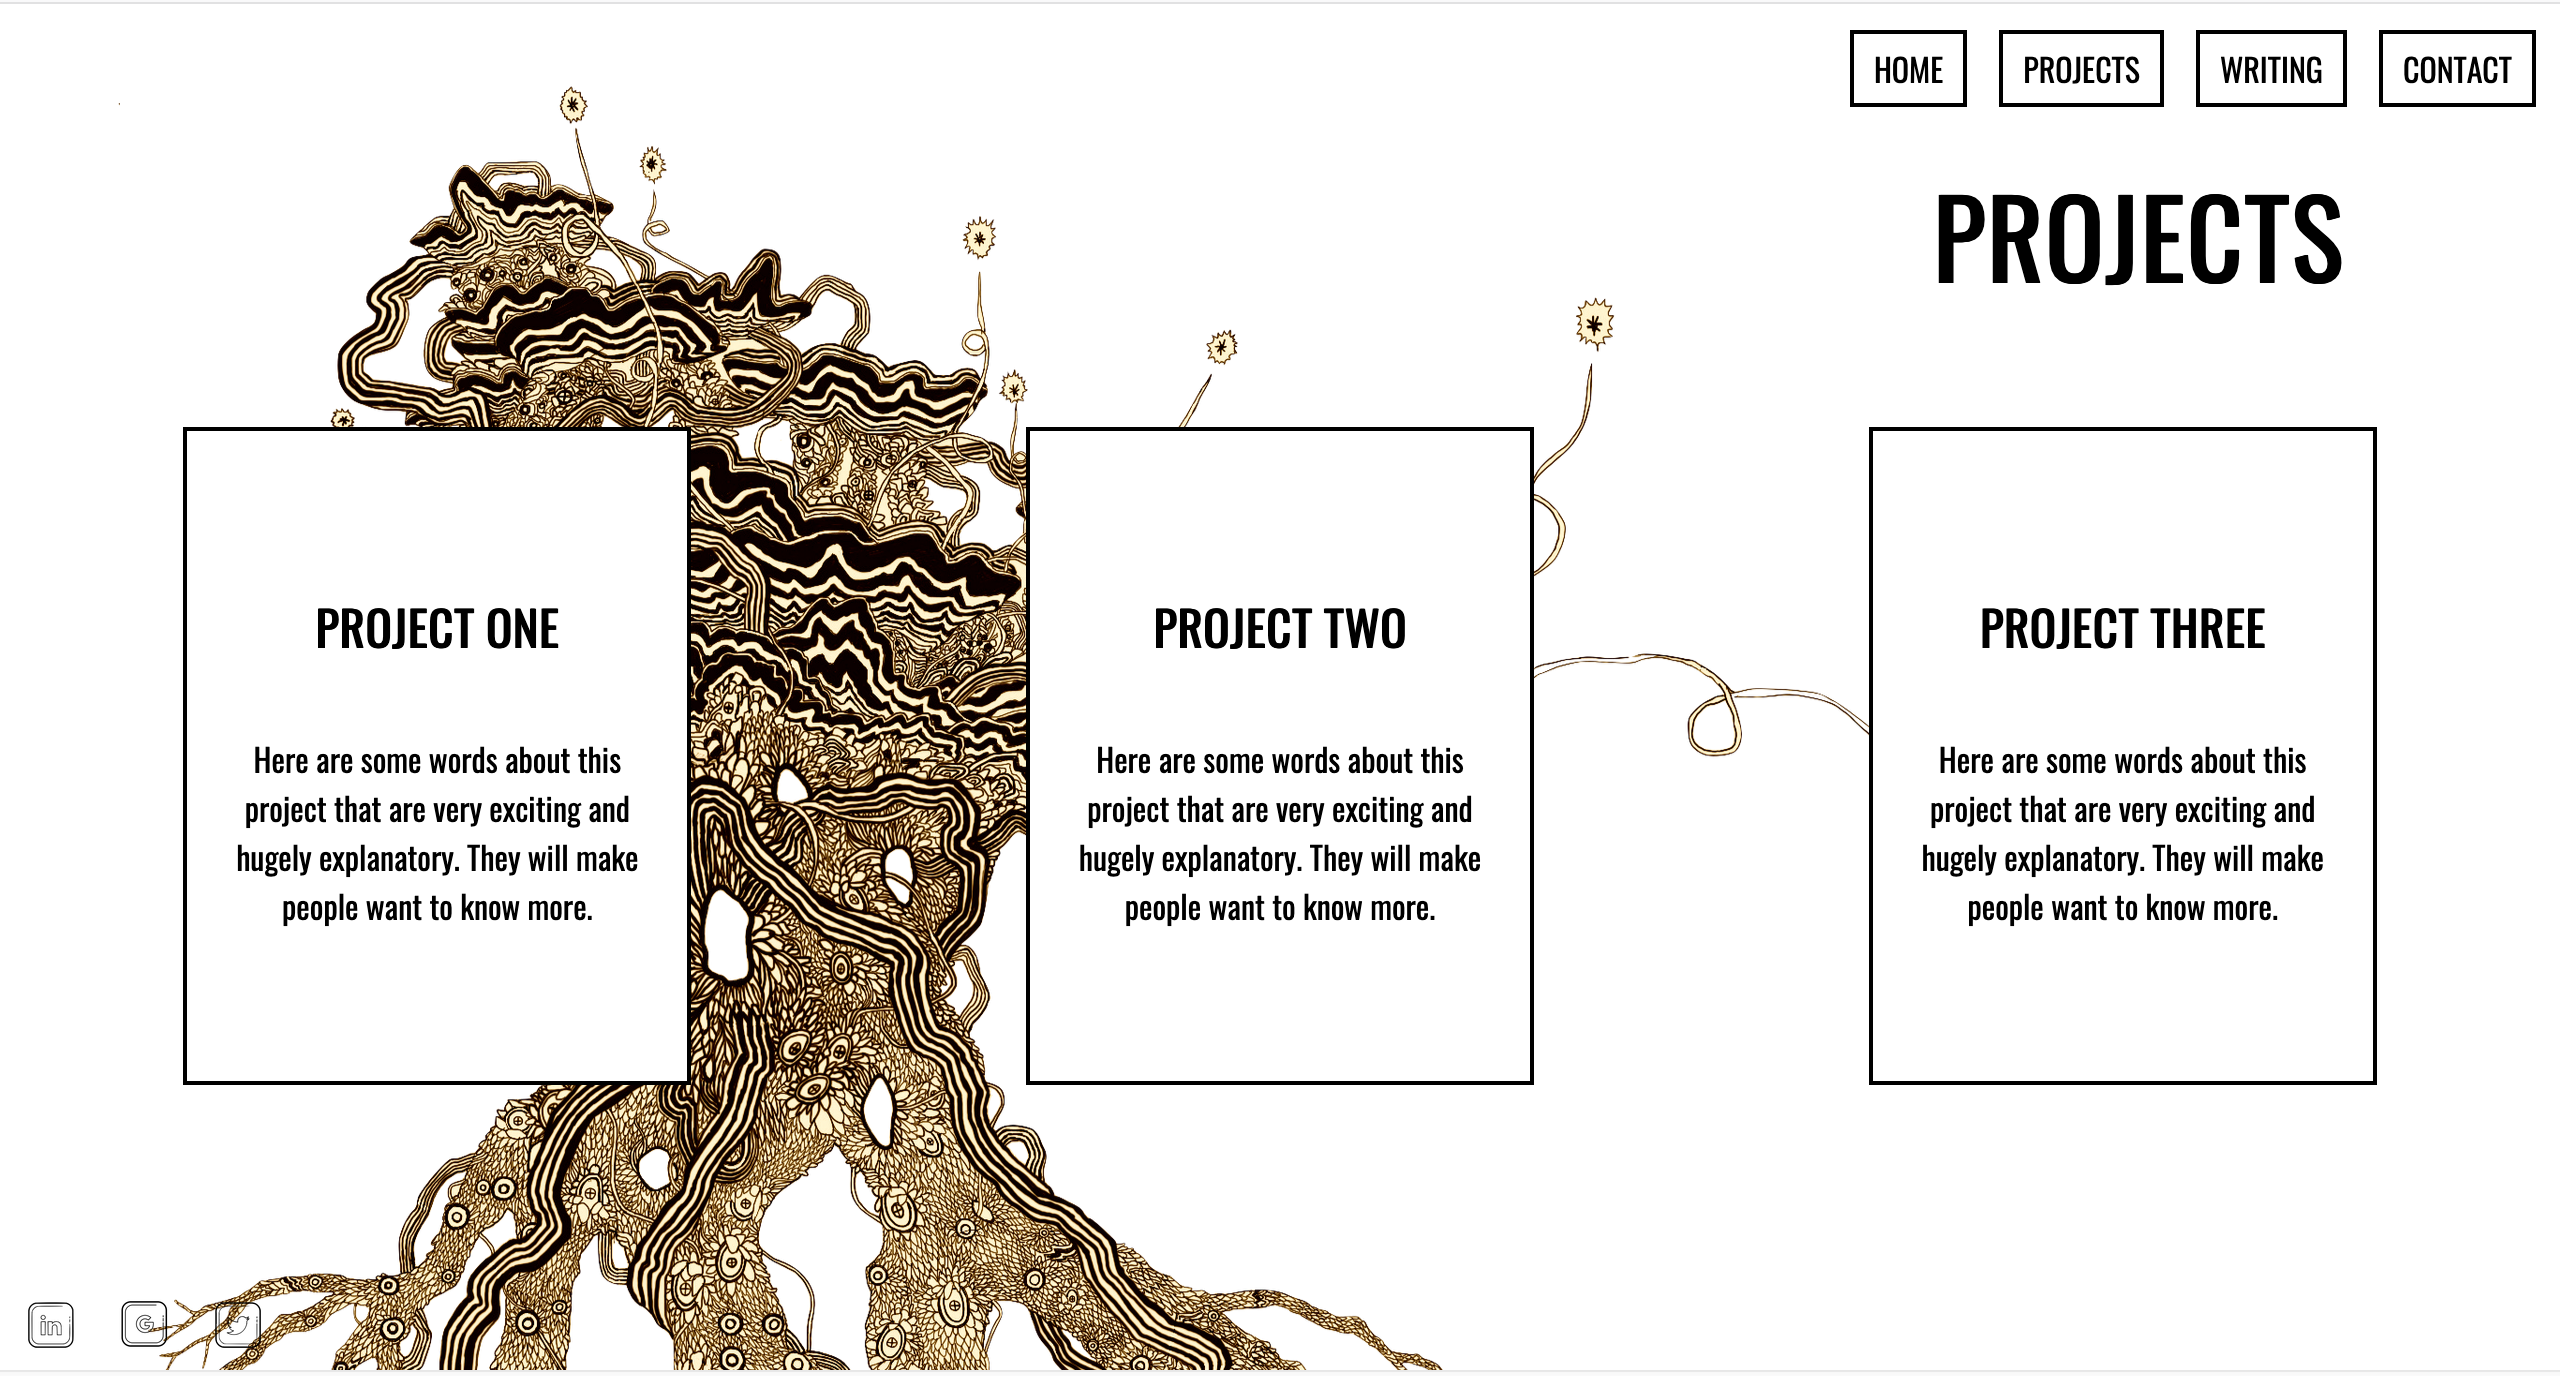 HOME PROJECTS WRITING CONTACT
PROJECTS
PROJECT ONE
Here are some words about this
project that are very exciting and
hugely explanatory. They will make
people want to know more.
PROJECT TWO
Here are some words about this
project that are very exciting and
hugely explanatory. They will make
people want to know more.
PROJECT THREE
Here are some words about this
project that are very exciting and
hugely explanatory. They will make
people want to know more.
in G